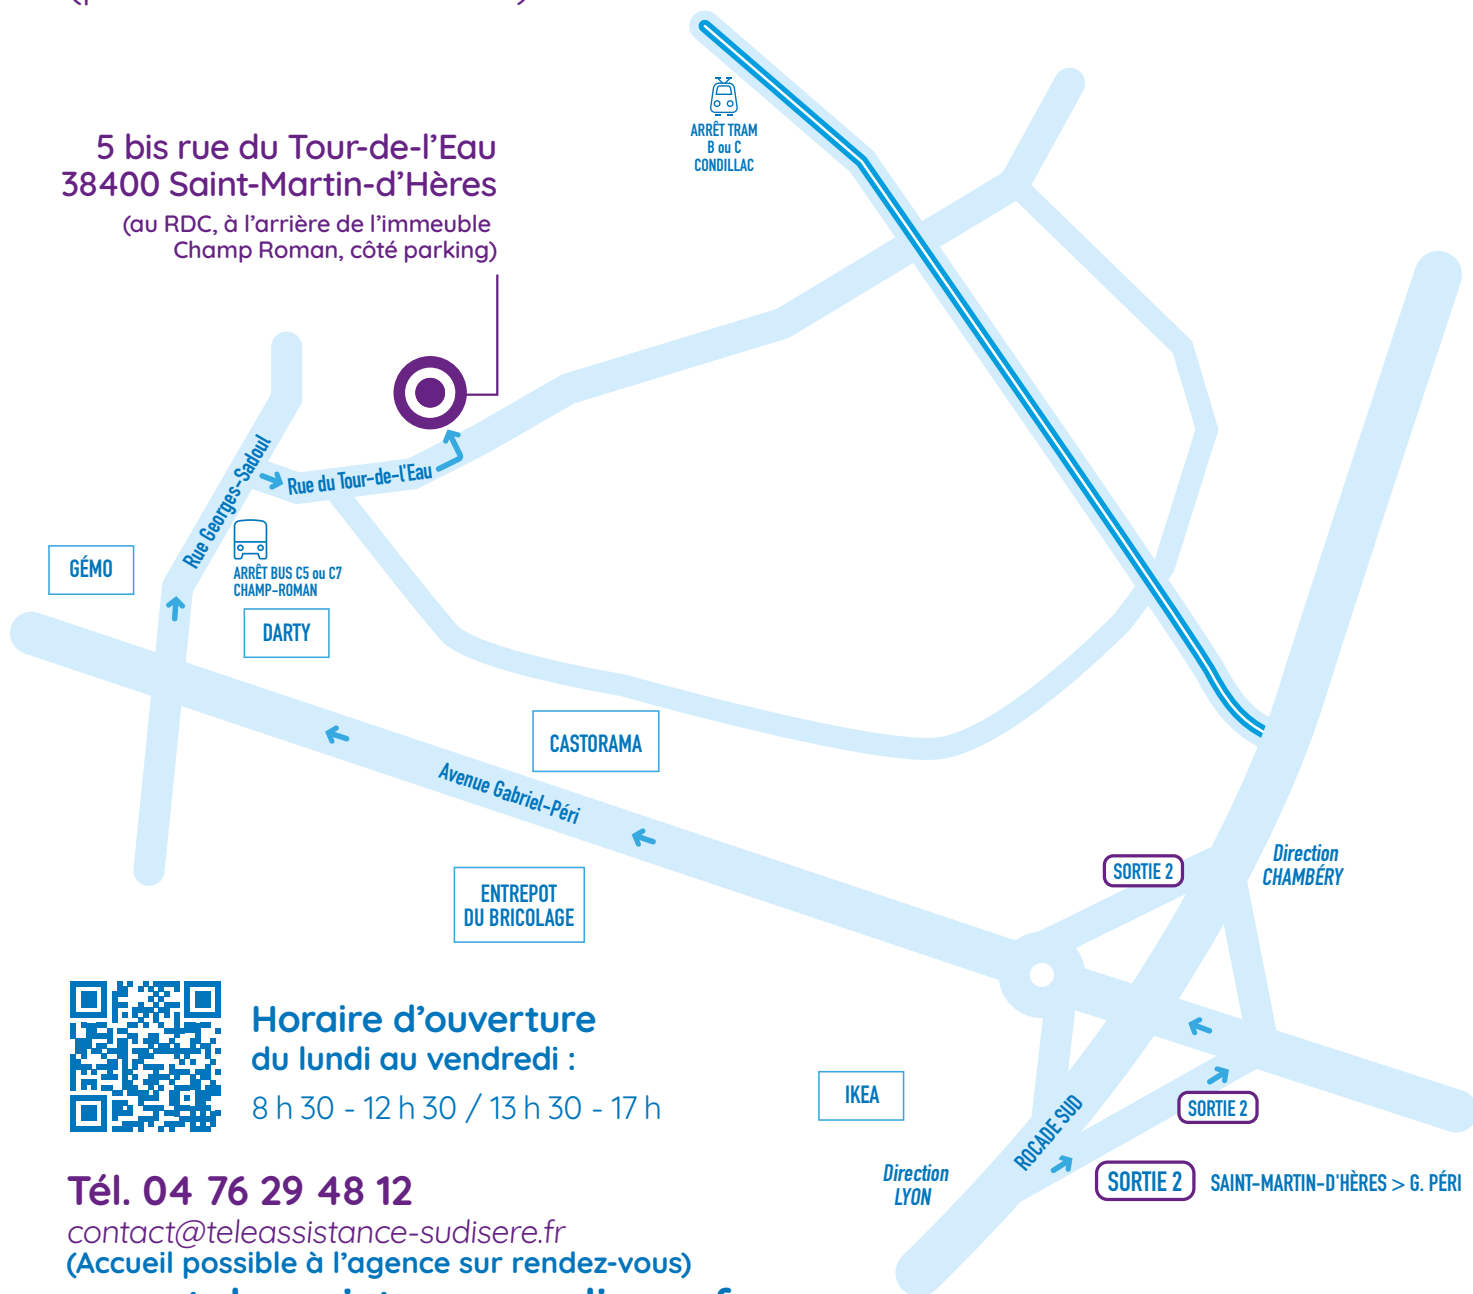 5 bis rue du Tour-de-l'Eau
38400 Saint-Martin-d'Hères
(au RDC, à l'arrière de l'immeuble
Champ Roman, côté parking)
ARRÊT TRAM
B ou C
CONDILLAC
Rue Georges-Sadoul
Rue du Tour-de-l'Eau
GÉMO
ARRÊT BUS C5 ou C7
CHAMP-ROMAN
DARTY
CASTORAMA
Avenue Gabriel-Péri
ENTREPOT
DU BRICOLAGE
SORTIE 2
Direction
CHAMBÉRY
IKEA
SORTIE 2
ROCADE SUD
Direction
LYON
SORTIE 2 SAINT-MARTIN-D'HÈRES > G. PÉRI
Horaire d'ouverture
du lundi au vendredi :
8 h 30 - 12 h 30 / 13 h 30 - 17 h
Tél. 04 76 29 48 12
contact@teleassistance-sudisere.fr
(Accueil possible à l'agence sur rendez-vous)